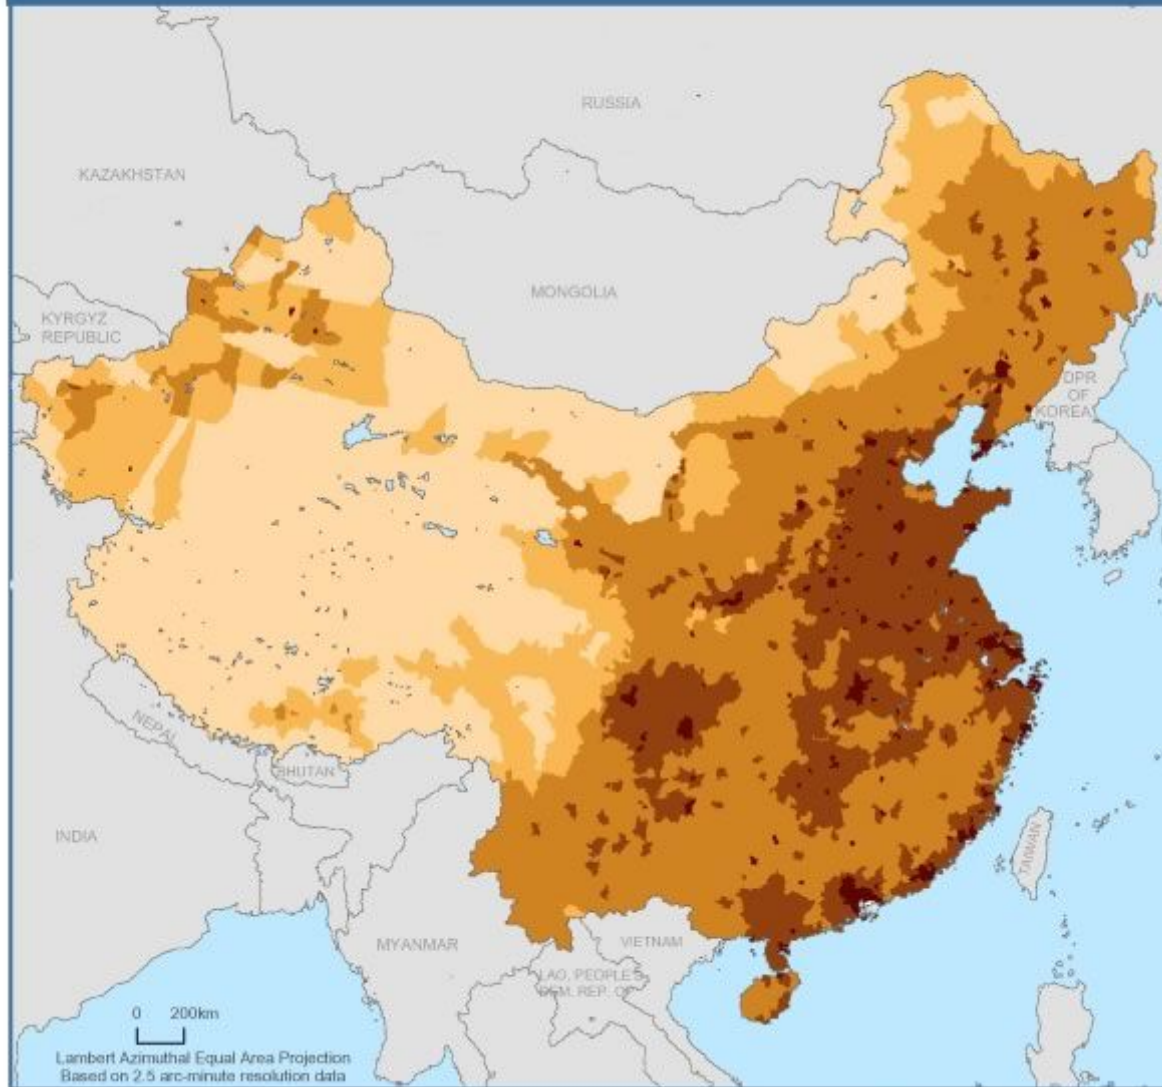 RUSSIA
KAZAKHSTAN
MONGOLIA
KYRGYZ
REPUBLIC
DPR
OF
KOREA
NEPAL
BHUTAN
INDIA
TAIWAN
MYANMAR
VIETNAM
LAO, PEOPLE'S
DEM. REP. OF
0 200km
Lambert Azimuthal Equal Area Projection
Based on 2.5 arc-minute resolution data